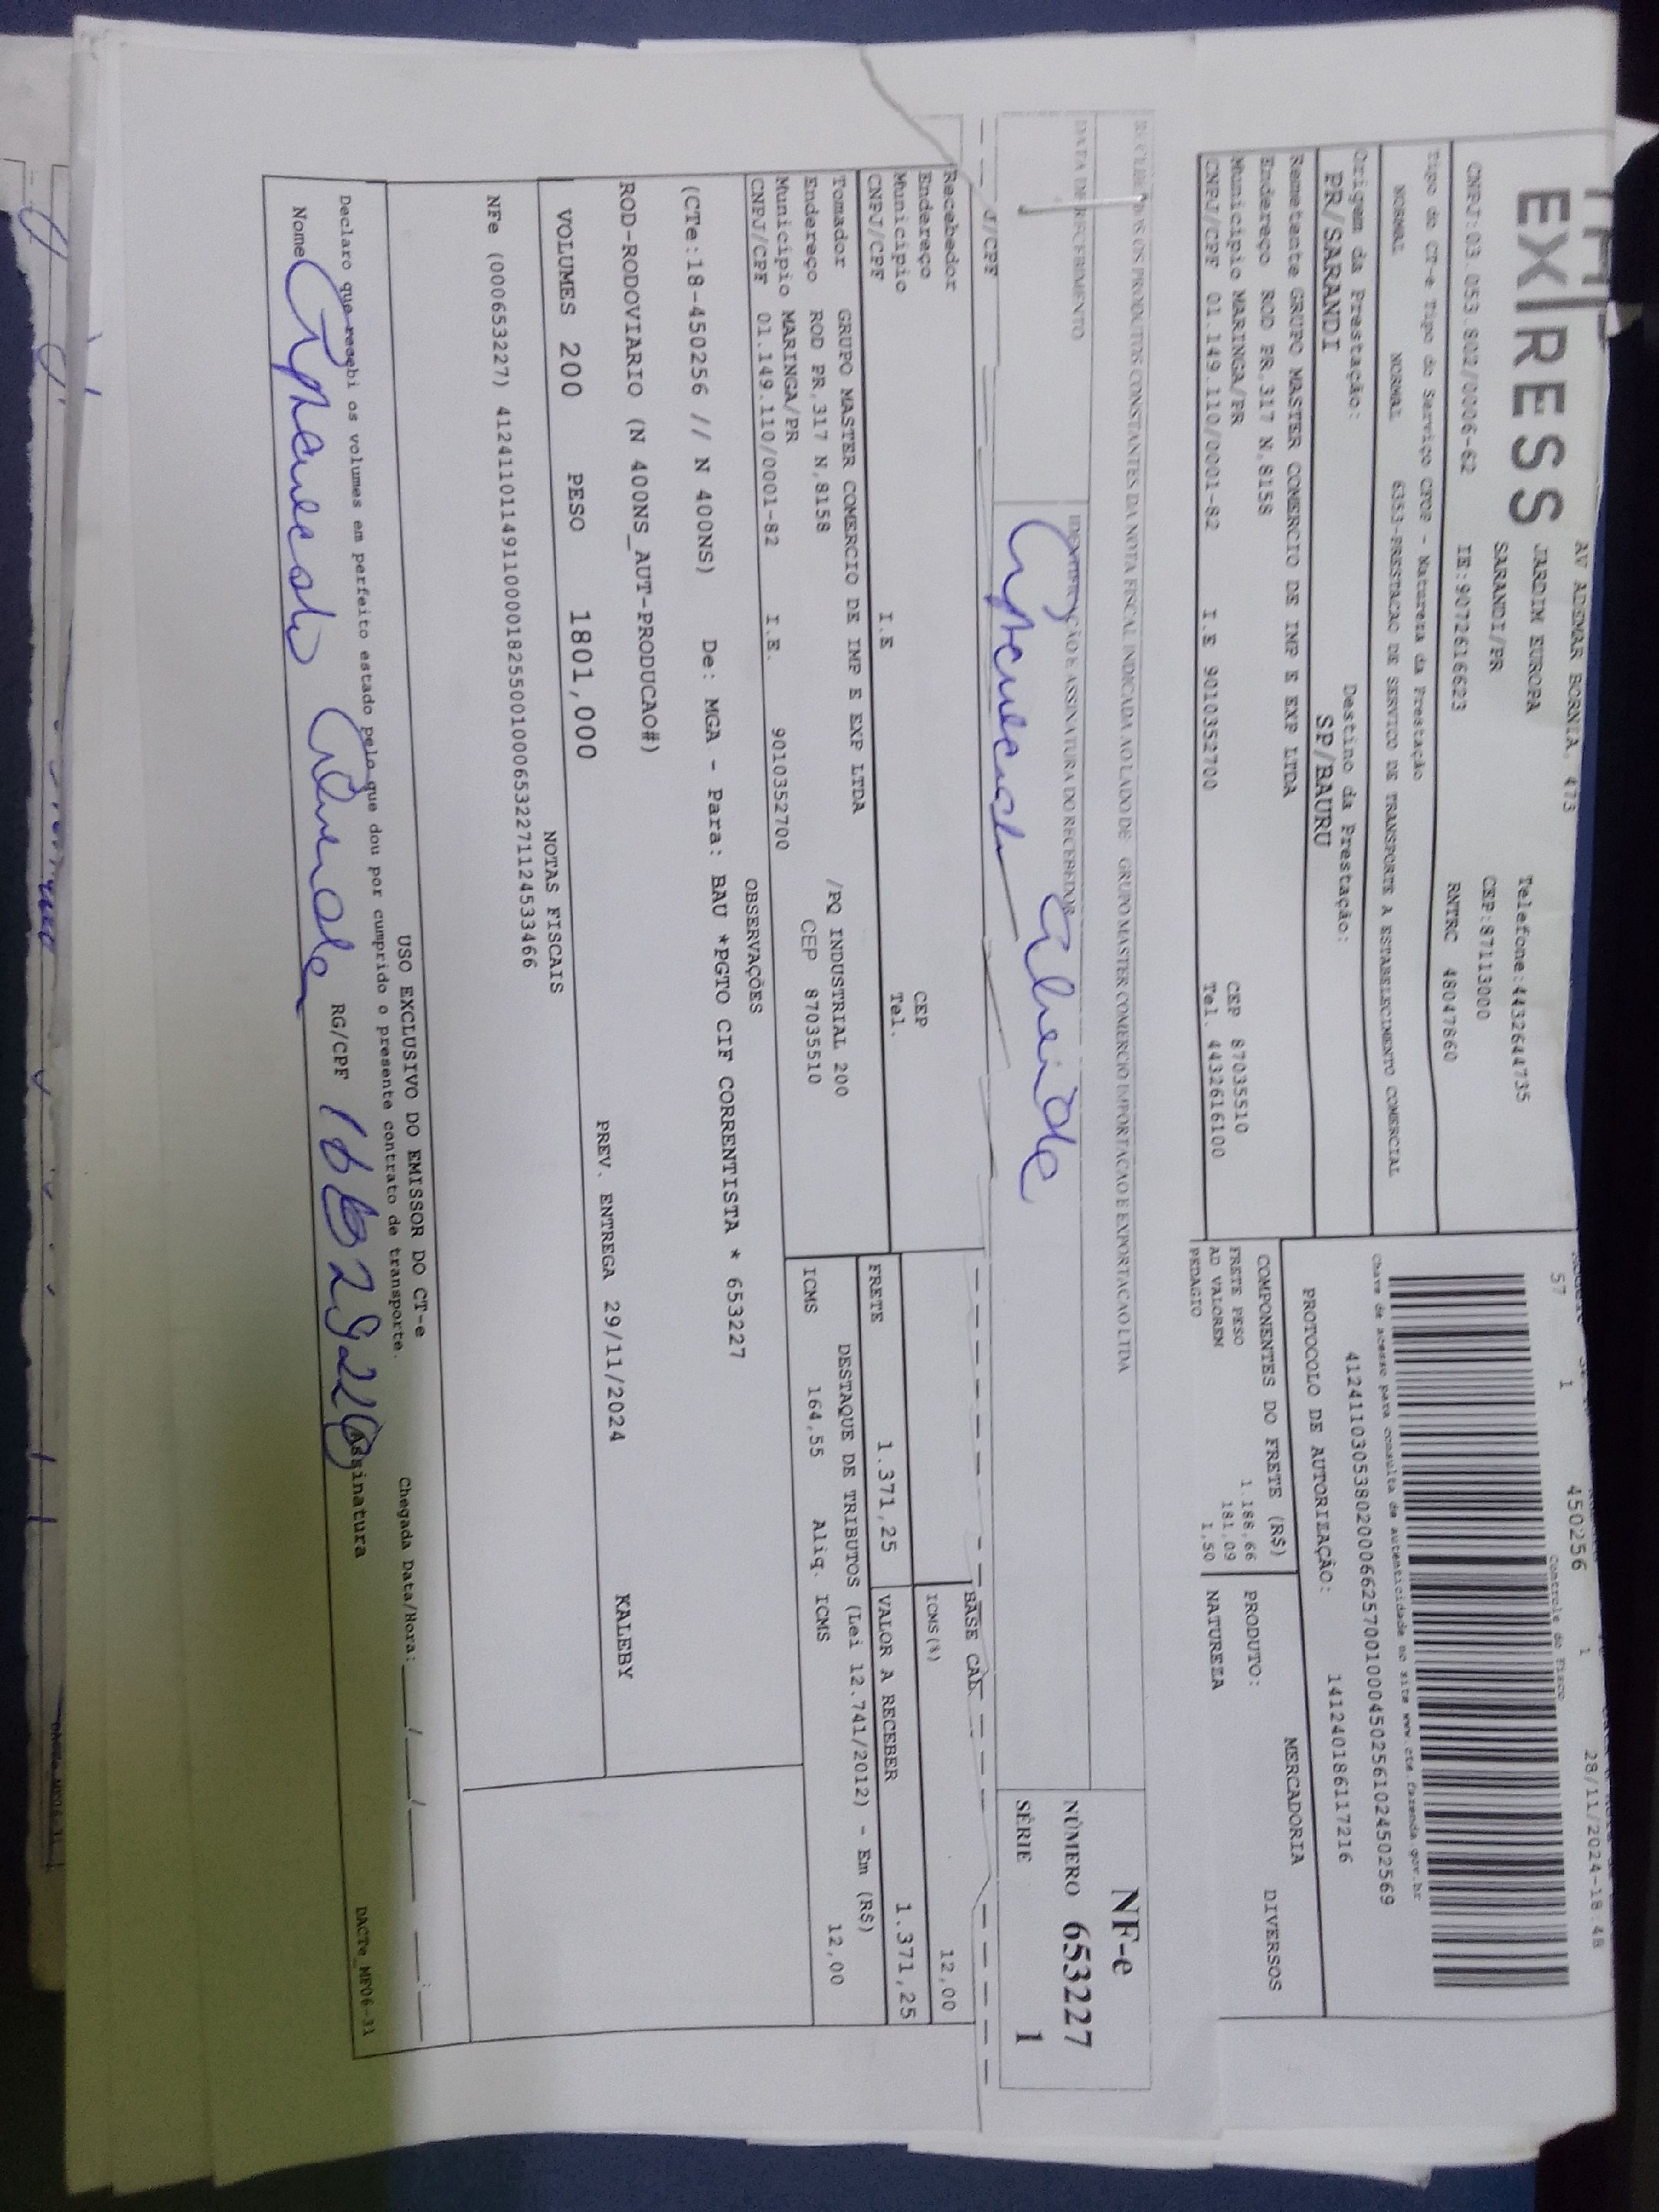 EXPRESS
AV ADEMAR BORNIA, 473
JARDIM EUROPA
Telefone:4432644735
SARANDI/PR
CEP:87113000
CNPJ:03.053.802/0006-62 IE:9072616623 RNTRC 48047860
57 1 450256 1 28/11/2024-18:48
Controle do Fisco
Tipo do CT-e Tipo do Serviço CFOP - Natureza da Prestação
NORMAL NORMAL 6353-PRESTACAO DE SERVICO DE TRANSPORTE A ESTABELECIMENTO COMERCIAL
Chave de acesso para consulta de autenticidade no site www.cte.fazenda.gov.br
41241103053802000662570010004502561024502569
Origem da Prestação: Destino da Prestação:
PR/SARANDI SP/BAURU
PROTOCOLO DE AUTORIZAÇÃO: 141240186117216
Remetente GRUPO MASTER COMERCIO DE IMP E EXP LTDA
Endereço ROD PR,317 N,8158
Municipio MARINGA/PR CEP 87035510
CNPJ/CPF 01.149.110/0001-82 I.E 9010352700 Tel. 4432616100
COMPONENTES DO FRETE (R$)
FRETE PESO 1.188,66
AD VALOREM 181,09
PEDAGIO 1,50
MERCADORIA
PRODUTO: DIVERSOS
NATUREZA
RECEBEMOS OS PRODUTOS CONSTANTES DA NOTA FISCAL INDICADA AO LADO DE GRUPO MASTER COMERCIO IMPORTACAO E EXPORTACAO LTDA
DATA DE RECEBIMENTO
IDENTIFICAÇÃO E ASSINATURA DO RECEBEDOR
NF-e
NÚMERO 653227
SÉRIE 1
J/CPF
BASE CAL
Recebedor
Endereço CEP
Município Tel.
CNPJ/CPF I.E
ICMS(%) 12,00
FRETE 1.371,25 VALOR A RECEBER 1.371,25
Tomador GRUPO MASTER COMERCIO DE IMP E EXP LTDA
Endereço ROD PR,317 N,8158 /PQ INDUSTRIAL 200
Municipio MARINGA/PR CEP 87035510
CNPJ/CPF 01.149.110/0001-82 I.E. 9010352700
DESTAQUE DE TRIBUTOS (Lei 12.741/2012) - Em (R$)
ICMS 164,55 Aliq. ICMS 12,00
OBSERVAÇÕES
(CTe:18-450256 // N 400NS) De: MGA - Para: BAU *PGTO CIF CORRENTISTA * 653227
ROD-RODOVIARIO (N 400NS_AUT-PRODUCAO#)
KALEBY
VOLUMES 200 PESO 1801,000 PREV. ENTREGA 29/11/2024
NOTAS FISCAIS
NFe (000653227) 41241101149110000182550010006532271124533466
USO EXCLUSIVO DO EMISSOR DO CT-e
Declaro que recebi os volumes em perfeito estado pelo que dou por cumprido o presente contrato de transporte.
Chegada Data/Hora:___/___/___ ___:___
Nome RG/CPF Assinatura
DACTe_MP06-31